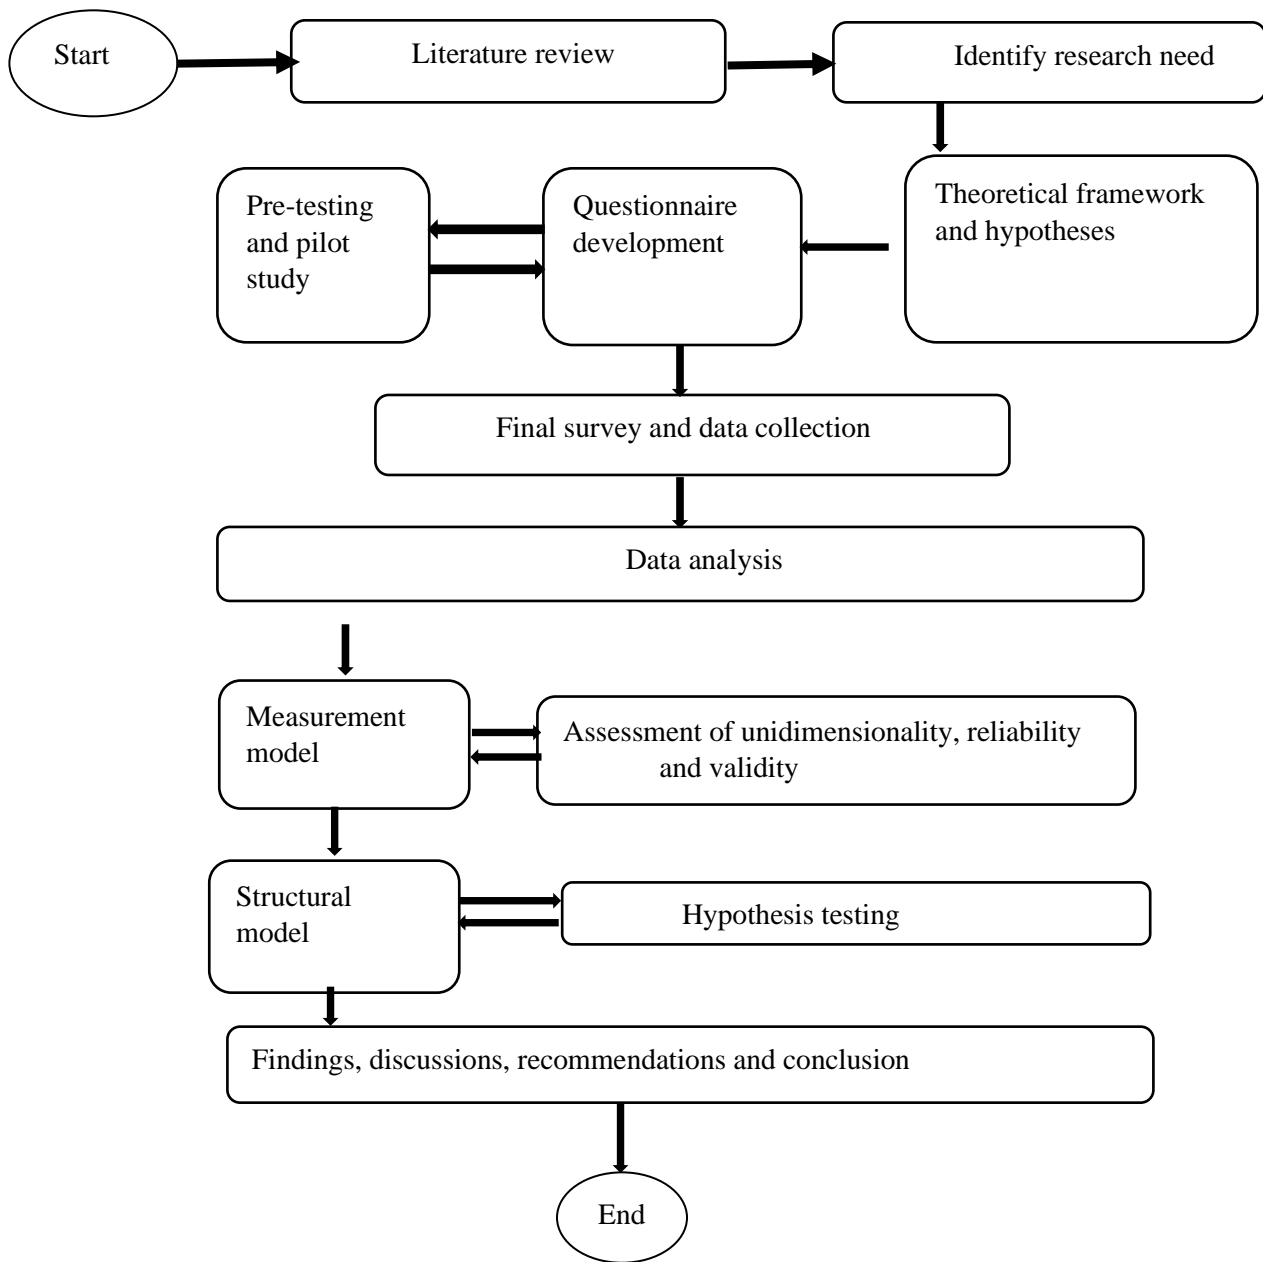 Start
Literature review
Identify research need
Pre-testing
and pilot
study
Questionnaire
development
Theoretical framework
and hypotheses
Final survey and data collection
Data analysis
Measurement
model
Assessment of unidimensionality, reliability
and validity
Structural
model
Hypothesis testing
Findings, discussions, recommendations and conclusion
End